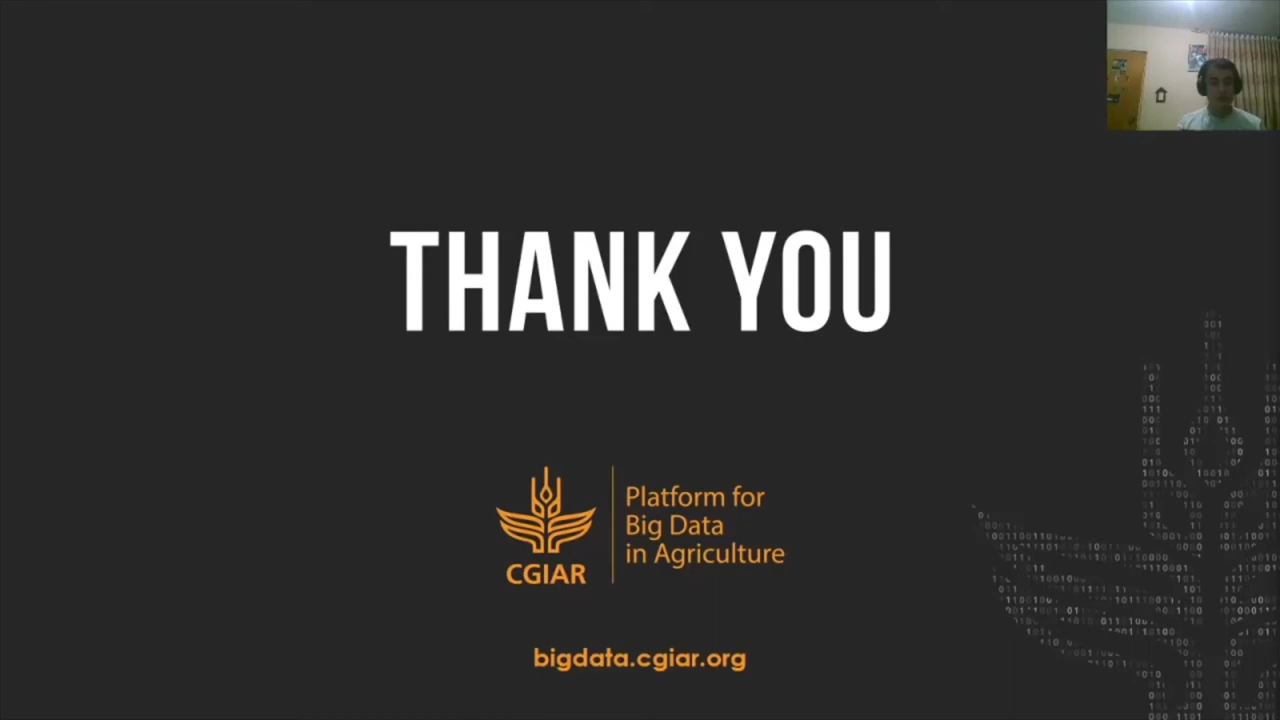 THANK YOU
Platform for
Big Data
in Agriculture
CGIAR
bigdata.cgiar.org